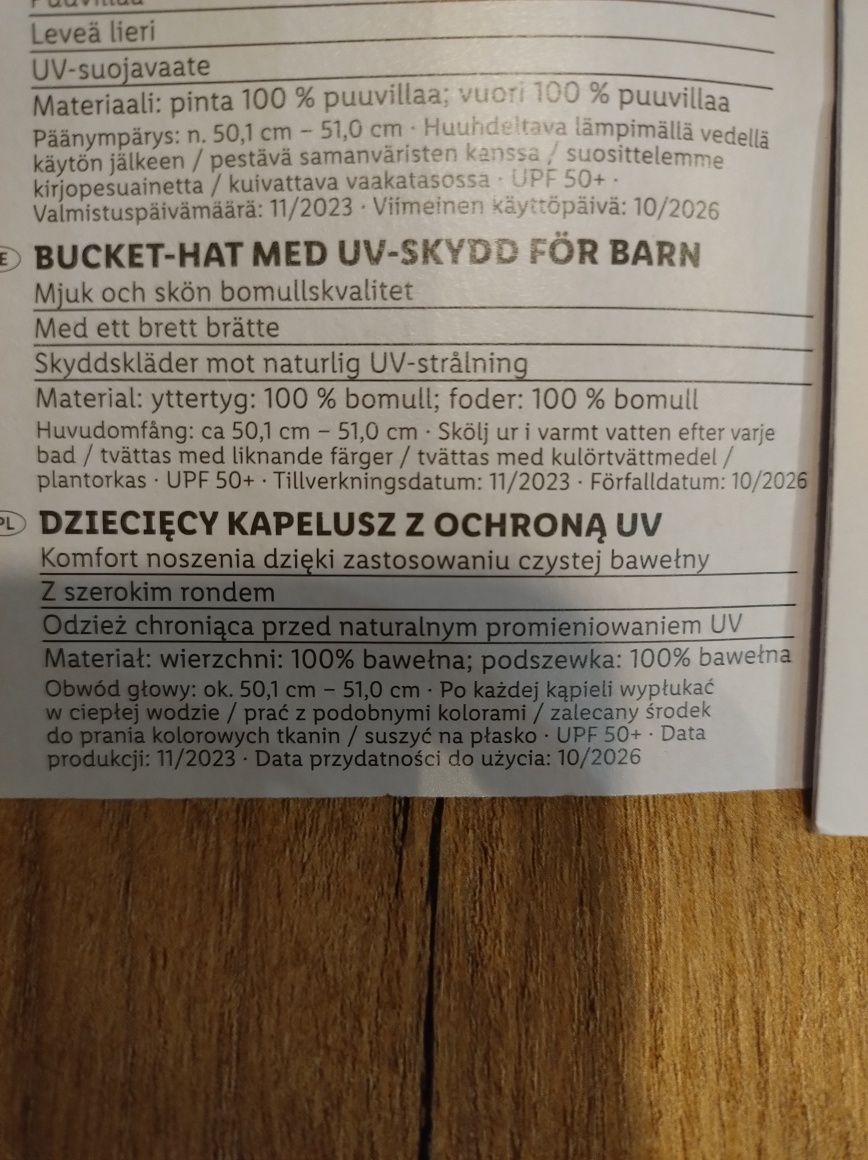 Puuvillaa
Leveä lieri
UV-suojavaate
Materiaali: pinta 100 % puuvillaa; vuori 100 % puuvillaa
Päänympärys: n. 50,1 cm – 51,0 cm · Huuhdeltava lämpimällä vedellä
käytön jälkeen / pestävä samanväristen kanssa / suosittelemme
kirjopesuainetta / kuivattava vaakatasossa · UPF 50+ ·
Valmistuspäivämäärä: 11/2023 · Viimeinen käyttöpäivä: 10/2026
BUCKET-HAT MED UV-SKYDD FÖR BARN
Mjuk och skön bomullskvalitet
Med ett brett brätte
Skyddskläder mot naturlig UV-strålning
Material: yttertyg: 100 % bomull; foder: 100 % bomull
Huvudomfång: ca 50,1 cm – 51,0 cm · Skölj ur i varmt vatten efter varje
bad / tvättas med liknande färger / tvättas med kulörtvättmedel /
plantorkas · UPF 50+ · Tillverkningsdatum: 11/2023 · Förfalldatum: 10/2026
PL DZIECIĘCY KAPELUSZ Z OCHRONĄ UV
Komfort noszenia dzięki zastosowaniu czystej bawełny
Z szerokim rondem
Odzież chroniąca przed naturalnym promieniowaniem UV
Materiał: wierzchni: 100% bawełna; podszewka: 100% bawełna
Obwód głowy: ok. 50,1 cm – 51,0 cm · Po każdej kąpieli wypłukać
w ciepłej wodzie / prać z podobnymi kolorami / zalecany środek
do prania kolorowych tkanin / suszyć na płasko · UPF 50+ · Data
produkcji: 11/2023 · Data przydatności do użycia: 10/2026